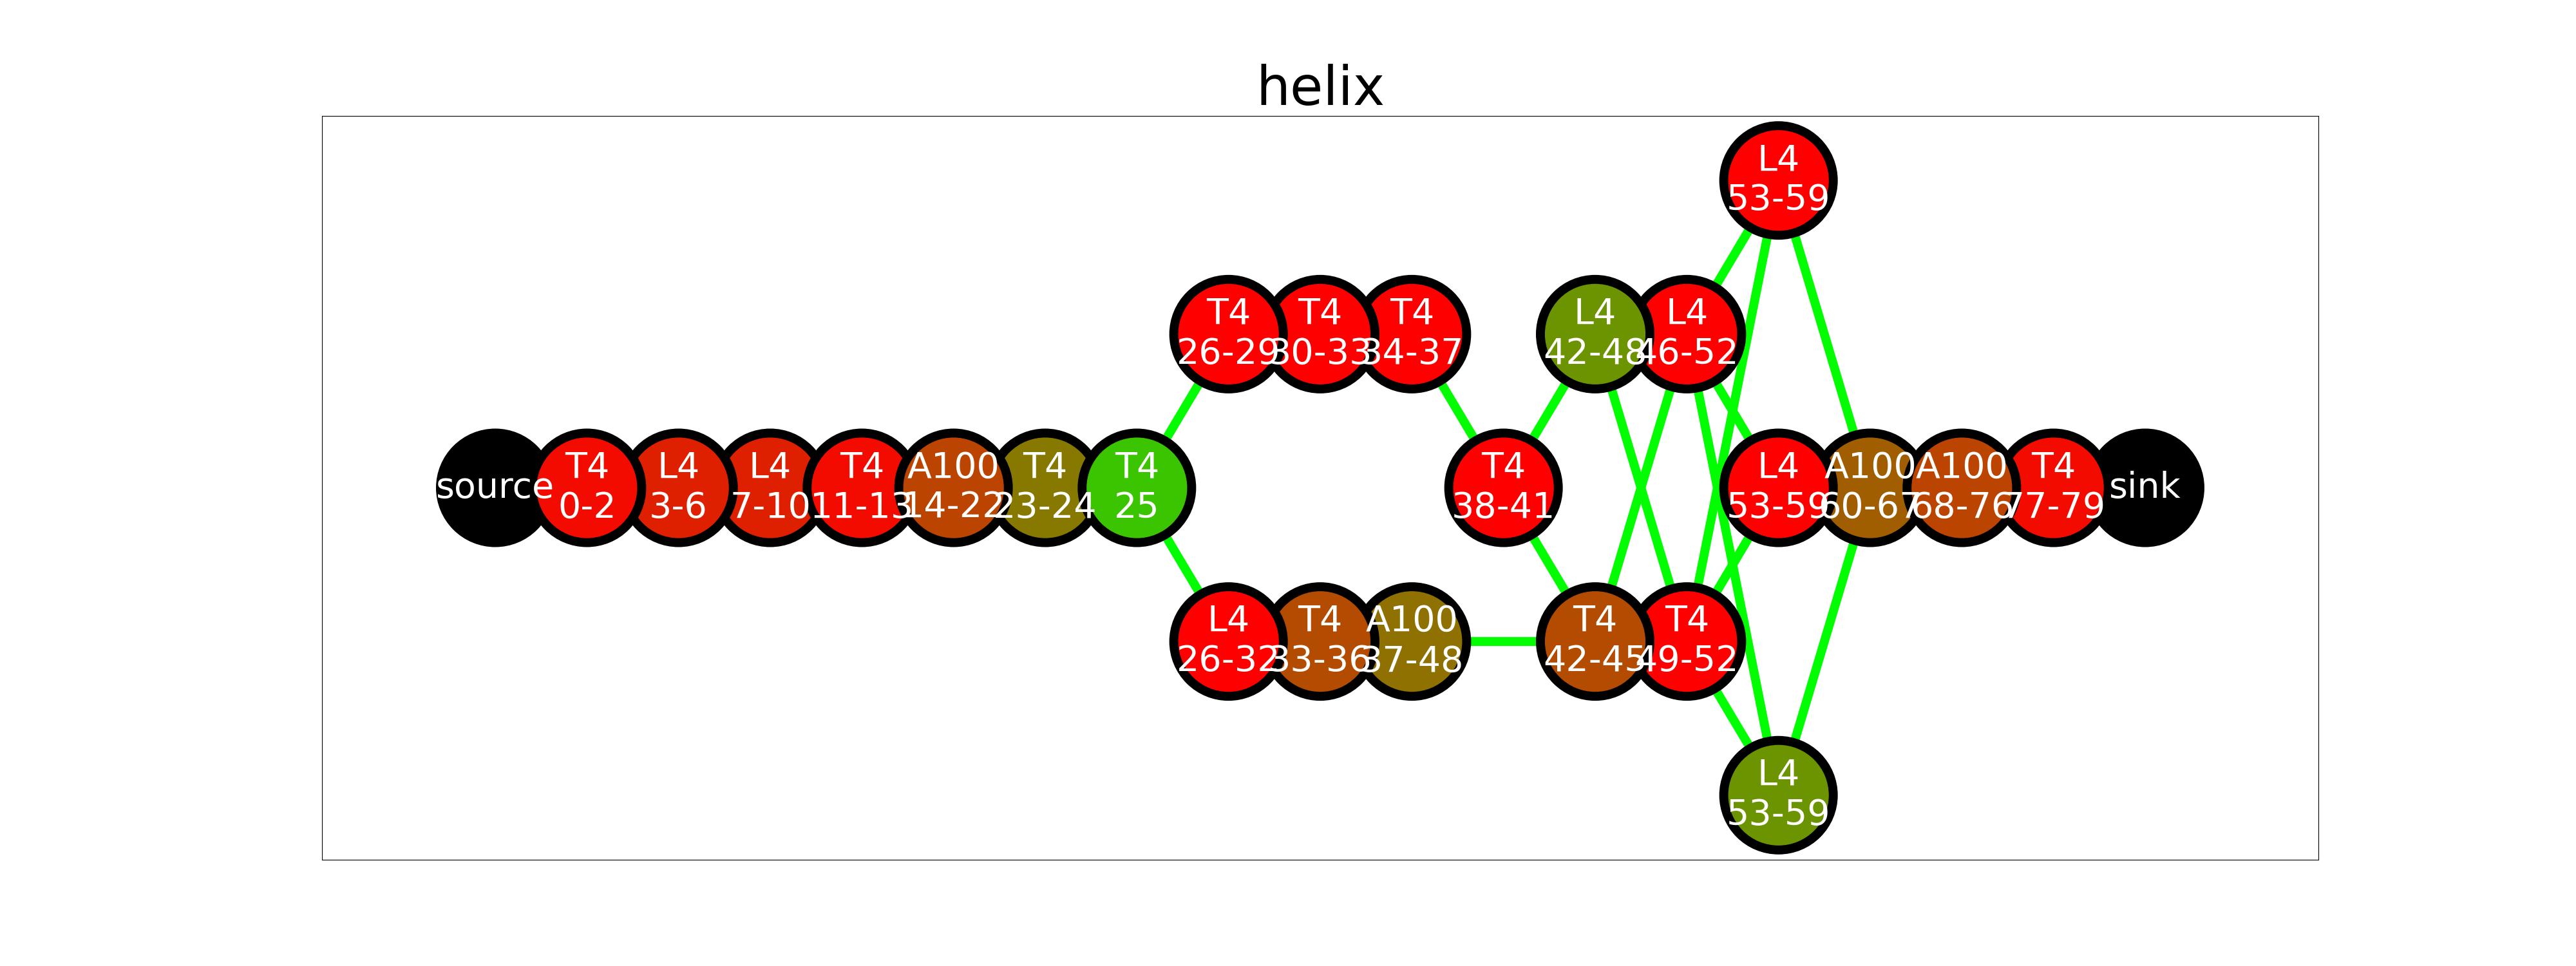 helix
L4
53-59
T4
26-29
T4
30-33
T4
34-37
L4
42-48
L4
46-52
source
T4
0-2
L4
3-6
L4
7-10
T4
11-13
A100
14-22
T4
23-24
T4
25
T4
38-41
L4
53-59
A100
60-67
A100
68-76
T4
77-79
sink
L4
26-32
T4
33-36
A100
37-48
T4
42-45
T4
49-52
L4
53-59